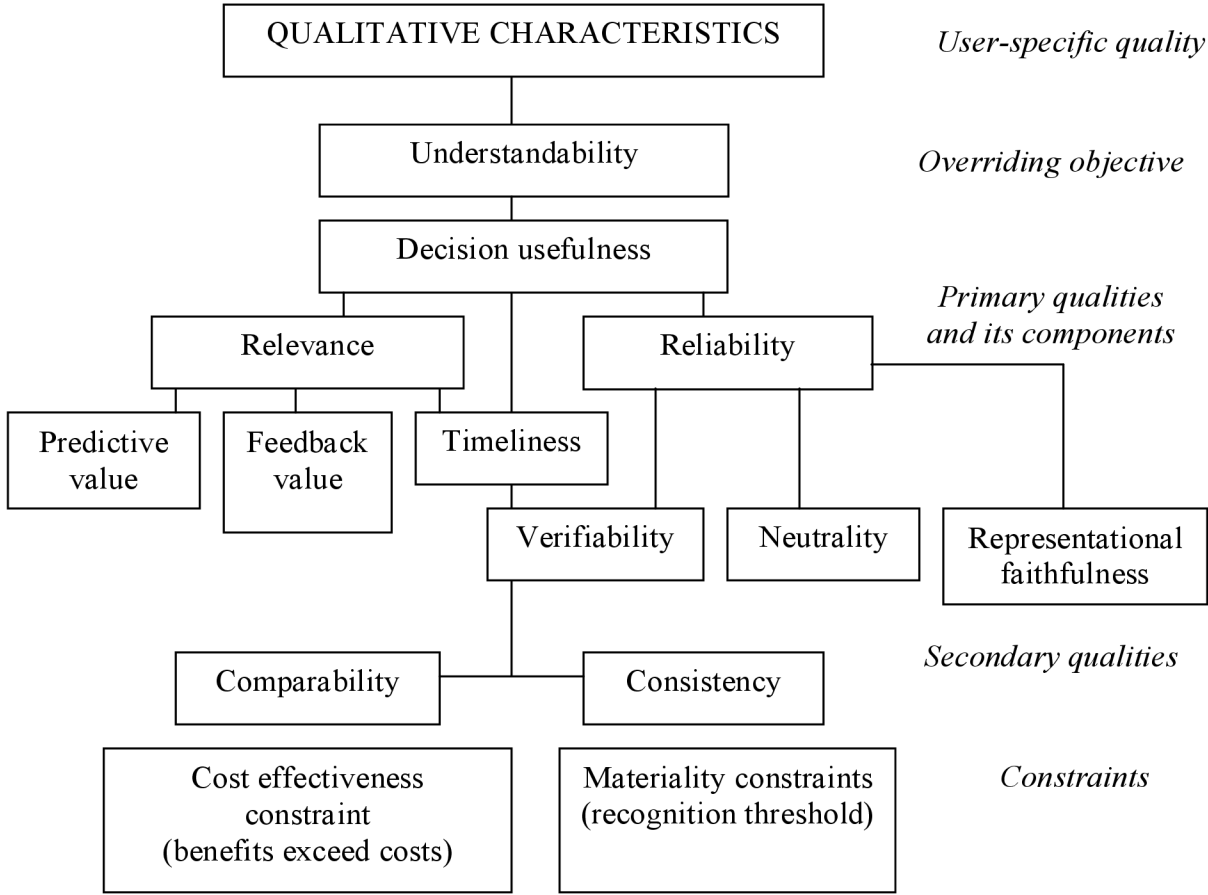 QUALITATIVE CHARACTERISTICS
User-specific quality
Understandability
Overriding objective
Decision usefulness
Primary qualities
and its components
Relevance
Reliability
Predictive
value
Feedback
value
Timeliness
Verifiability
Neutrality
Representational
faithfulness
Secondary qualities
Comparability
Consistency
Cost effectiveness
constraint
(benefits exceed costs)
Materiality constraints
(recognition threshold)
Constraints